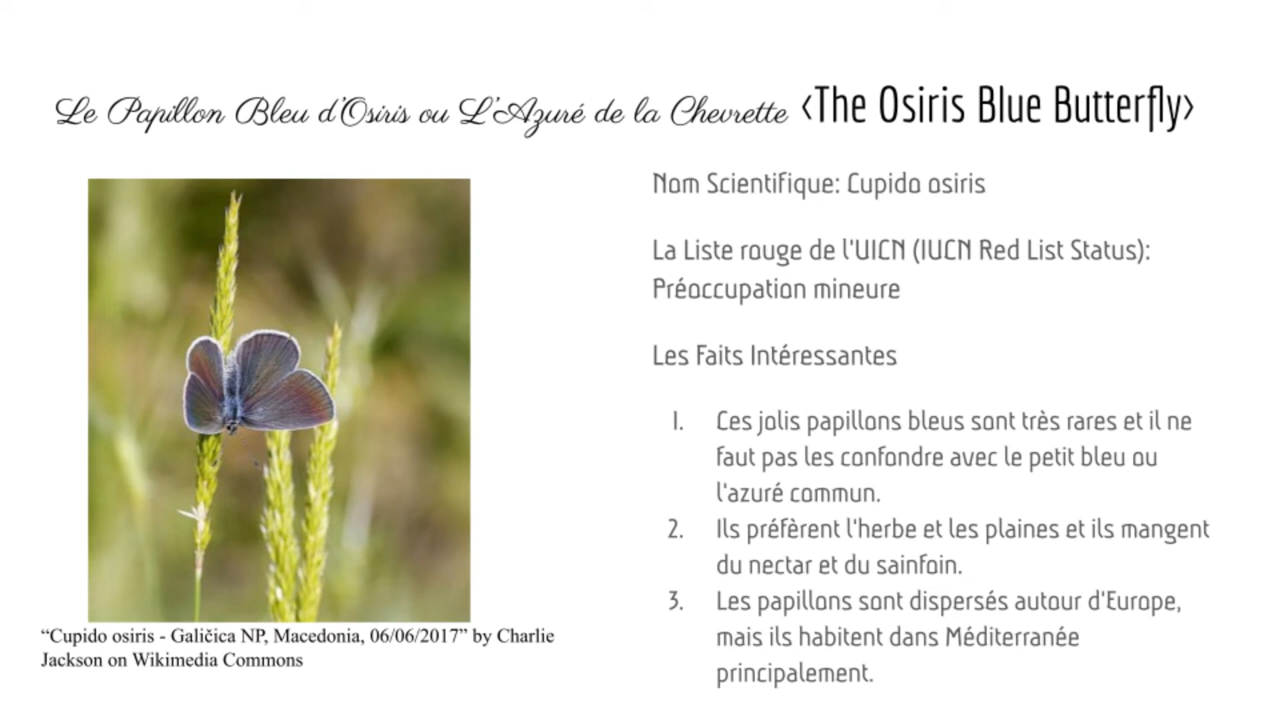 Le Papillon Bleu d'Osiris ou L'Azuré de la Chevrette <The Osiris Blue Butterfly>
Nom Scientifique: Cupido osiris
La Liste rouge de l'UICN (IUCN Red List Status):
Préoccupation mineure
Les Faits Intéressantes
1. Ces jolis papillons bleus sont très rares et il ne
faut pas les confondre avec le petit bleu ou
l'azuré commun.
2. Ils préfèrent l'herbe et les plaines et ils mangent
du nectar et du sainfoin.
3. Les papillons sont dispersés autour d'Europe,
mais ils habitent dans Méditerranée
principalement.
“Cupido osiris - Galičica NP, Macedonia, 06/06/2017” by Charlie
Jackson on Wikimedia Commons